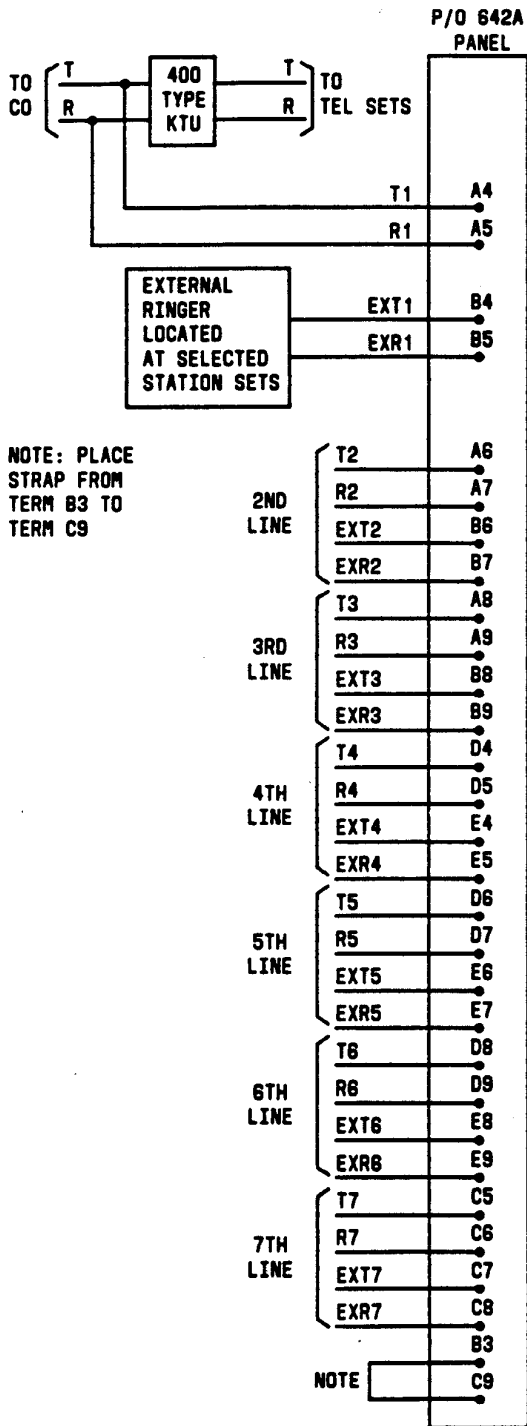 P/O 642A
PANEL
TO
CO
T
R
400
TYPE
KTU
T
R
TO
TEL SETS
T1 A4
R1 A5
EXTERNAL
RINGER
LOCATED
AT SELECTED
STATION SETS
EXT1 B4
EXR1 B5
NOTE: PLACE
STRAP FROM
TERM B3 TO
TERM C9
2ND
LINE
T2 A6
R2 A7
EXT2 B6
EXR2 B7
3RD
LINE
T3 A8
R3 A9
EXT3 B8
EXR3 B9
4TH
LINE
T4 D4
R4 D5
EXT4 E4
EXR4 E5
5TH
LINE
T5 D6
R5 D7
EXT5 E6
EXR5 E7
6TH
LINE
T6 D8
R6 D9
EXT6 E8
EXR6 E9
7TH
LINE
T7 C5
R7 C6
EXT7 C7
EXR7 C8
B3
NOTE C9